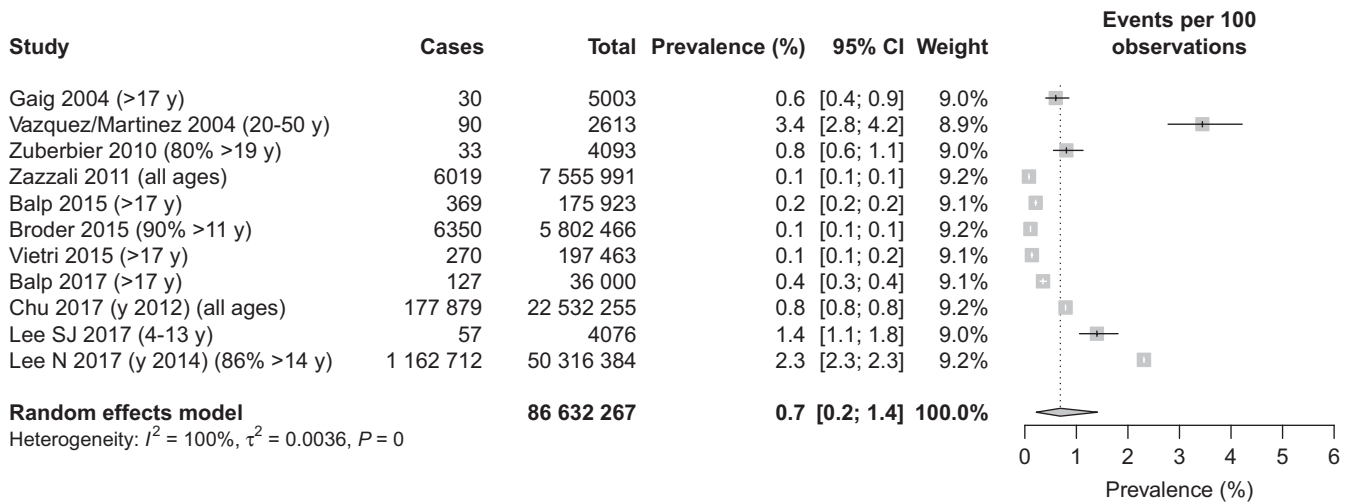 Events per 100
Study Cases Total Prevalence (%) 95% CI Weight observations
Gaig 2004 (>17 y) 30 5003 0.6 [0.4; 0.9] 9.0%
Vazquez/Martinez 2004 (20-50 y) 90 2613 3.4 [2.8; 4.2] 8.9%
Zuberbier 2010 (80% >19 y) 33 4093 0.8 [0.6; 1.1] 9.0%
Zazzali 2011 (all ages) 6019 7 555 991 0.1 [0.1; 0.1] 9.2%
Balp 2015 (>17 y) 369 175 923 0.2 [0.2; 0.2] 9.1%
Broder 2015 (90% >11 y) 6350 5 802 466 0.1 [0.1; 0.1] 9.2%
Vietri 2015 (>17 y) 270 197 463 0.1 [0.1; 0.2] 9.1%
Balp 2017 (>17 y) 127 36 000 0.4 [0.3; 0.4] 9.1%
Chu 2017 (y 2012) (all ages) 177 879 22 532 255 0.8 [0.8; 0.8] 9.2%
Lee SJ 2017 (4-13 y) 57 4076 1.4 [1.1; 1.8] 9.0%
Lee N 2017 (y 2014) (86% >14 y) 1 162 712 50 316 384 2.3 [2.3; 2.3] 9.2%
Random effects model 86 632 267 0.7 [0.2; 1.4] 100.0%
Heterogeneity: I² = 100%, τ² = 0.0036, P = 0
0 1 2 3 4 5 6
Prevalence (%)